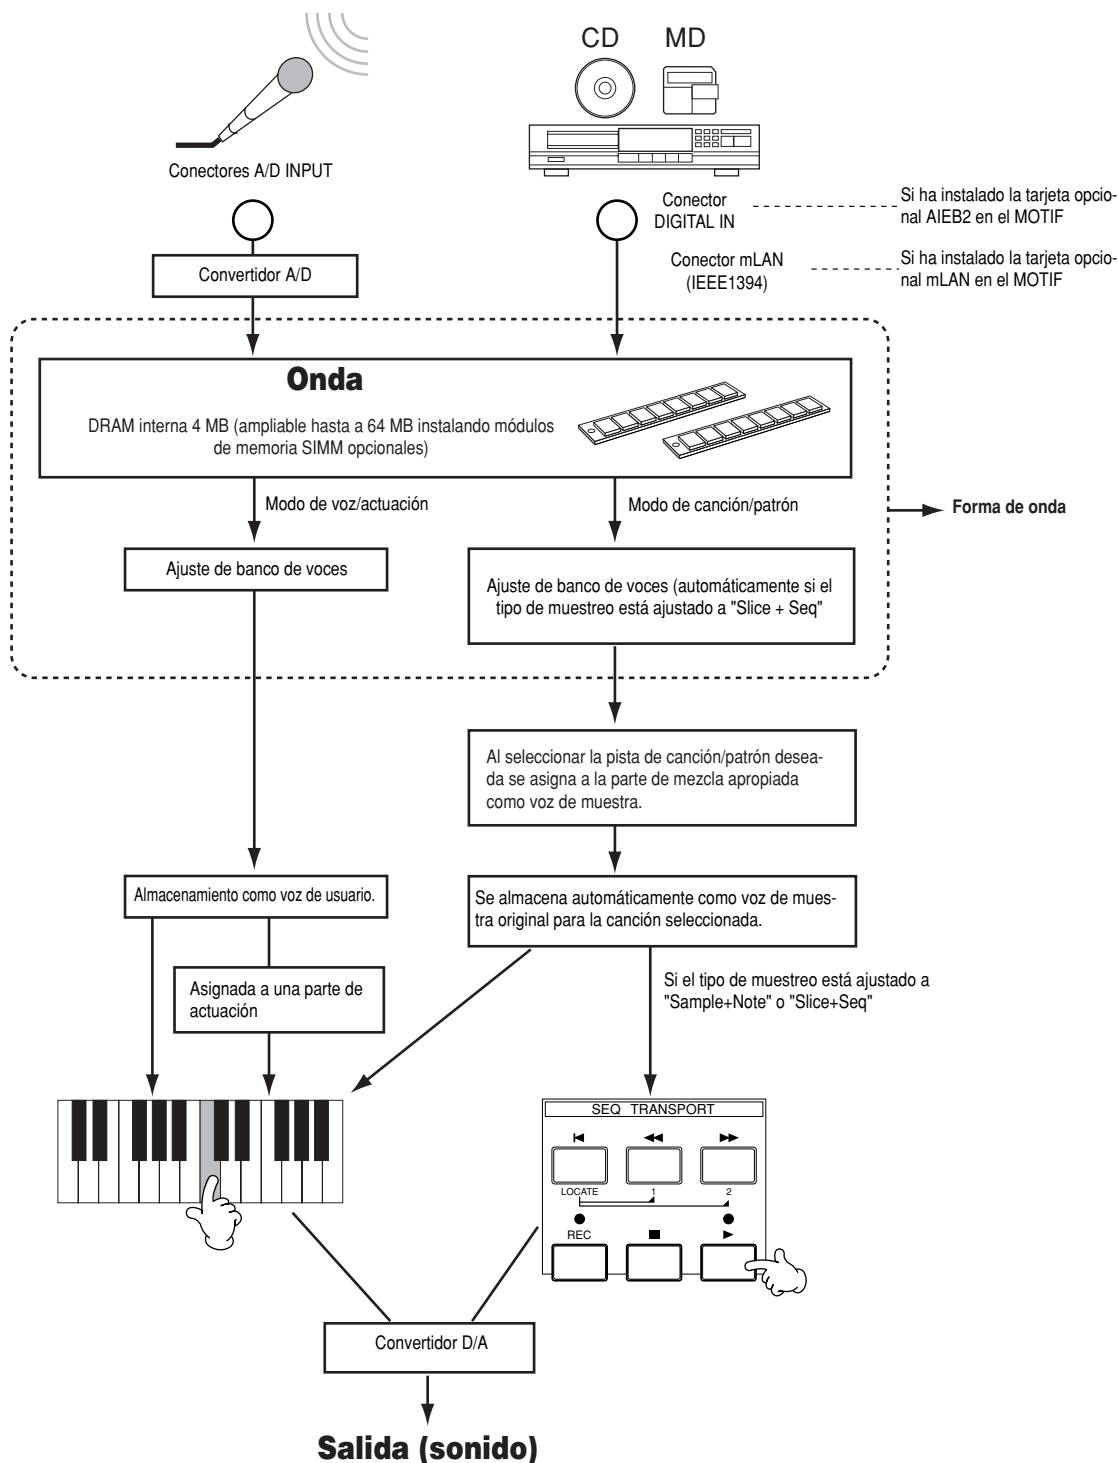 CD MD
Conectores A/D INPUT
Conector
DIGITAL IN
Si ha instalado la tarjeta opcio-
nal AIEB2 en el MOTIF
Convertidor A/D
Conector mLAN
(IEEE1394)
Si ha instalado la tarjeta opcio-
nal mLAN en el MOTIF
Onda
DRAM interna 4 MB (ampliable hasta a 64 MB instalando módulos
de memoria SIMM opcionales)
Modo de voz/actuación
Modo de canción/patrón
Forma de onda
Ajuste de banco de voces
Ajuste de banco de voces (automáticamente si el
tipo de muestreo está ajustado a "Slice + Seq"
Al seleccionar la pista de canción/patrón desea-
da se asigna a la parte de mezcla apropiada
como voz de muestra.
Almacenamiento como voz de usuario.
Se almacena automáticamente como voz de mues-
tra original para la canción seleccionada.
Asignada a una parte de
actuación
Si el tipo de muestreo está ajustado a
"Sample+Note" o "Slice+Seq"
SEQ TRANSPORT
LOCATE 1 2
REC
Convertidor D/A
Salida (sonido)